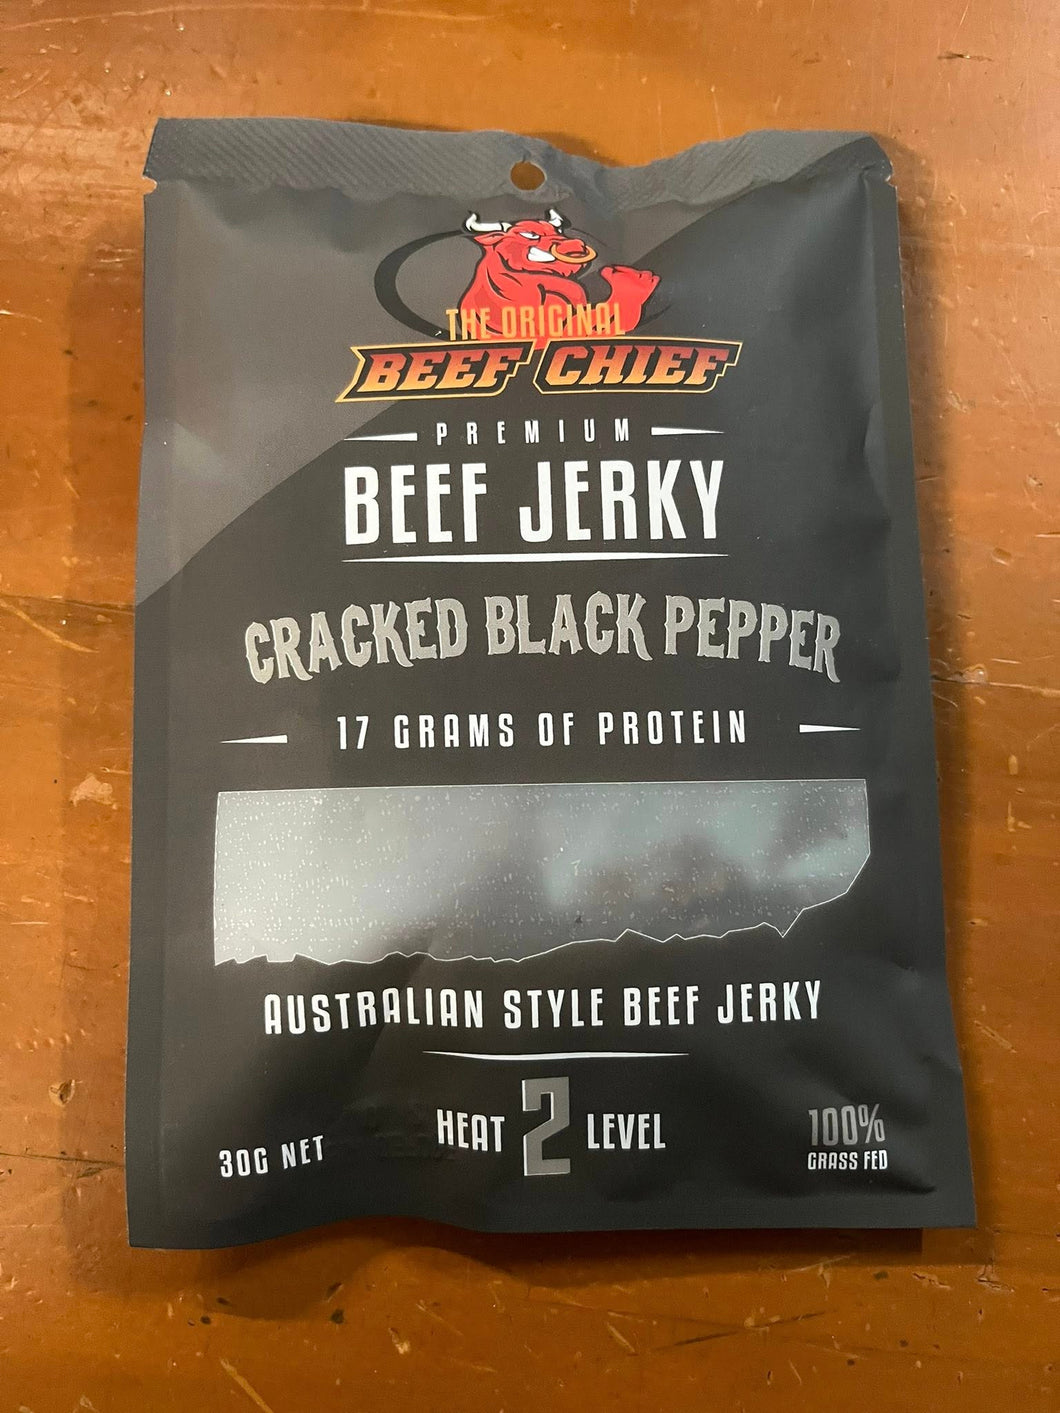 THE ORIGINAL
BEEF CHIEF
PREMIUM
BEEF JERKY
CRACKED BLACK PEPPER
17 GRAMS OF PROTEIN
AUSTRALIAN STYLE BEEF JERKY
HEAT 2 LEVEL
30G NET
100%
GRASS FED